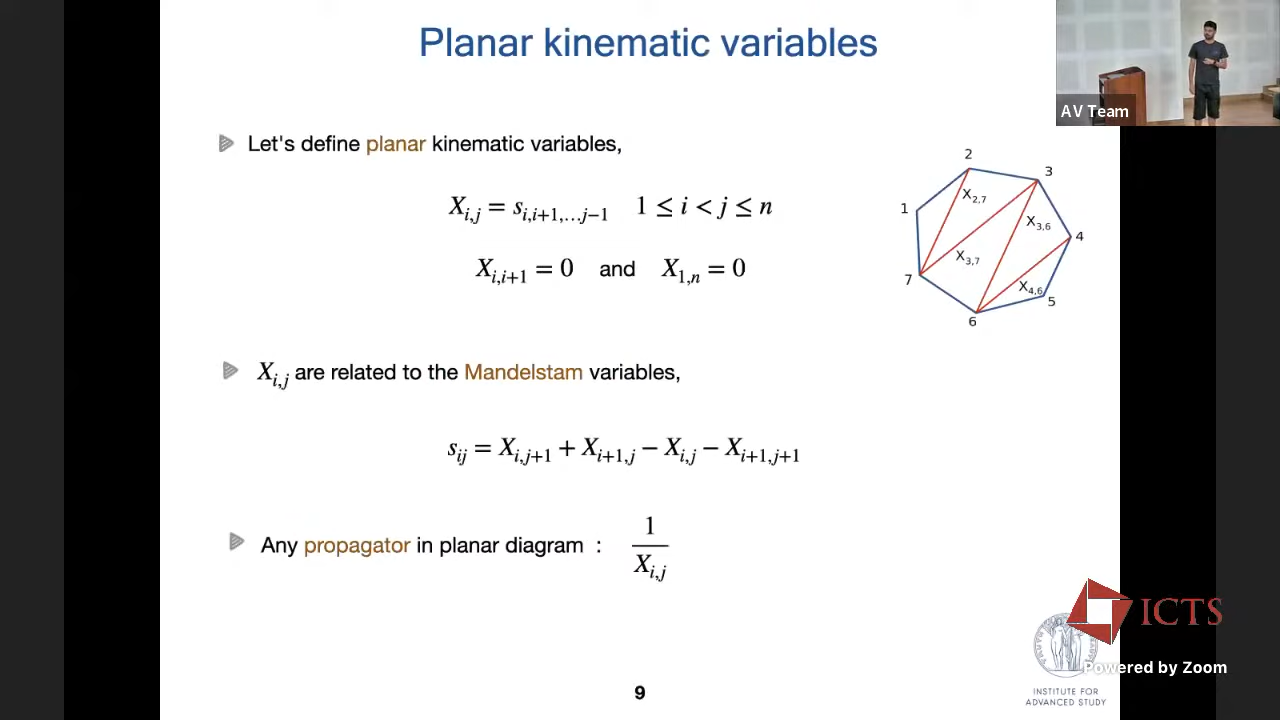 Planar kinematic variables
AV Team
Let's define planar kinematic variables,
X_{i,j} = s_{i,i+1,…j−1}   1 ≤ i < j ≤ n
X_{i,i+1} = 0   and   X_{1,n} = 0
2
3
1
X_{2,7}
X_{3,6}
4
X_{3,7}
7
X_{4,6}
5
6
X_{i,j} are related to the Mandelstam variables,
s_{ij} = X_{i,j+1} + X_{i+1,j} − X_{i,j} − X_{i+1,j+1}
Any propagator in planar diagram : 1/X_{i,j}
ICTS
Powered by Zoom
INSTITUTE FOR
ADVANCED STUDY
9